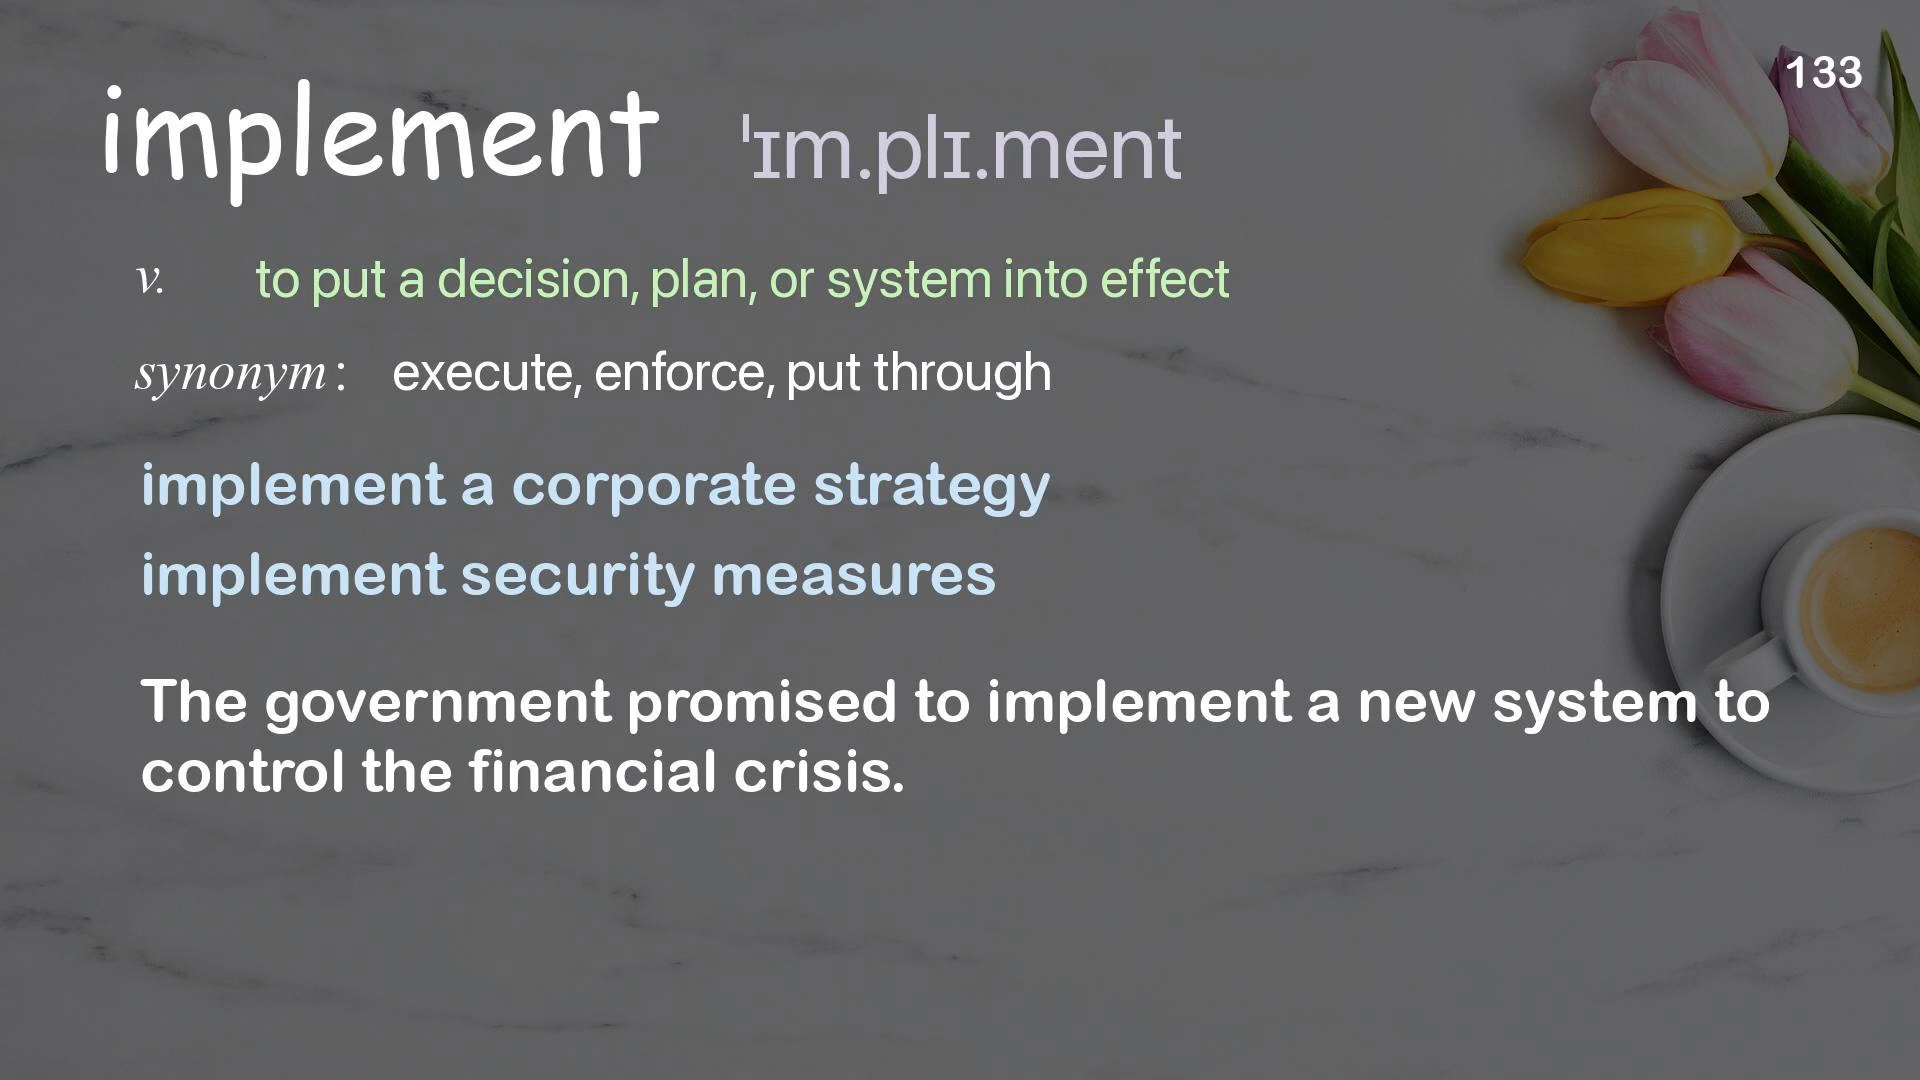 133
implement ˈɪm.plɪ.ment
v. to put a decision, plan, or system into effect
synonym : execute, enforce, put through
implement a corporate strategy
implement security measures
The government promised to implement a new system to
control the financial crisis.